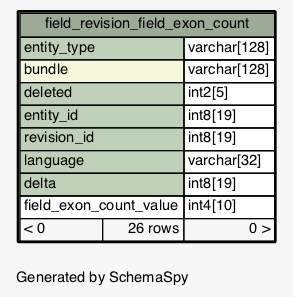 field_revision_field_exon_count
entity_type varchar[128]
bundle varchar[128]
deleted int2[5]
entity_id int8[19]
revision_id int8[19]
language varchar[32]
delta int8[19]
field_exon_count_value int4[10]
< 0 26 rows 0 >
Generated by SchemaSpy